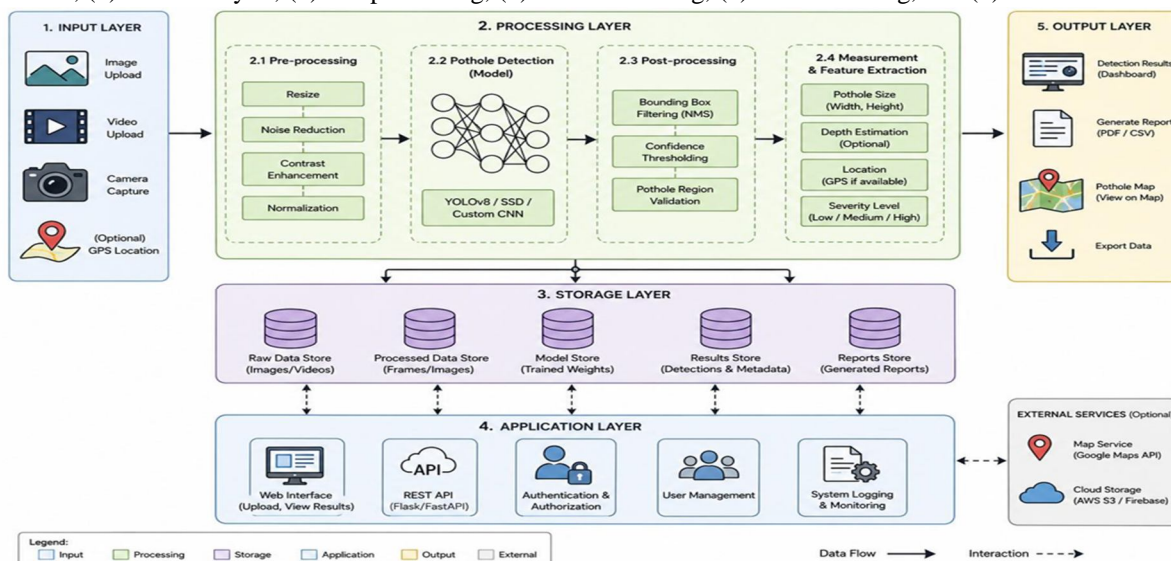 1. INPUT LAYER
Image
Upload
Video
Upload
Camera
Capture
(Optional)
GPS Location
2. PROCESSING LAYER
2.1 Pre-processing
Resize
Noise Reduction
Contrast
Enhancement
Normalization
2.2 Pothole Detection
(Model)
YOLOv8 / SSD /
Custom CNN
2.3 Post-processing
Bounding Box
Filtering (NMS)
Confidence
Thresholding
Pothole Region
Validation
2.4 Measurement
& Feature Extraction
Pothole Size
(Width, Height)
Depth Estimation
(Optional)
Location
(GPS if available)
Severity Level
(Low / Medium / High)
5. OUTPUT LAYER
Detection Results
(Dashboard)
Generate Report
(PDF / CSV)
Pothole Map
(View on Map)
Export Data
3. STORAGE LAYER
Raw Data Store
(Images/Videos)
Processed Data Store
(Frames/Images)
Model Store
(Trained Weights)
Results Store
(Detections & Metadata)
Reports Store
(Generated Reports)
4. APPLICATION LAYER
Web Interface
(Upload, View Results)
API
REST API
(Flask/FastAPI)
Authentication &
Authorization
User Management
System Logging
& Monitoring
EXTERNAL SERVICES (Optional
Map Service
(Google Maps API)
Cloud Storage
(AWS S3 / Firebase)
Legend:
Input
Processing
Storage
Application
Output
External
Data Flow
Interaction